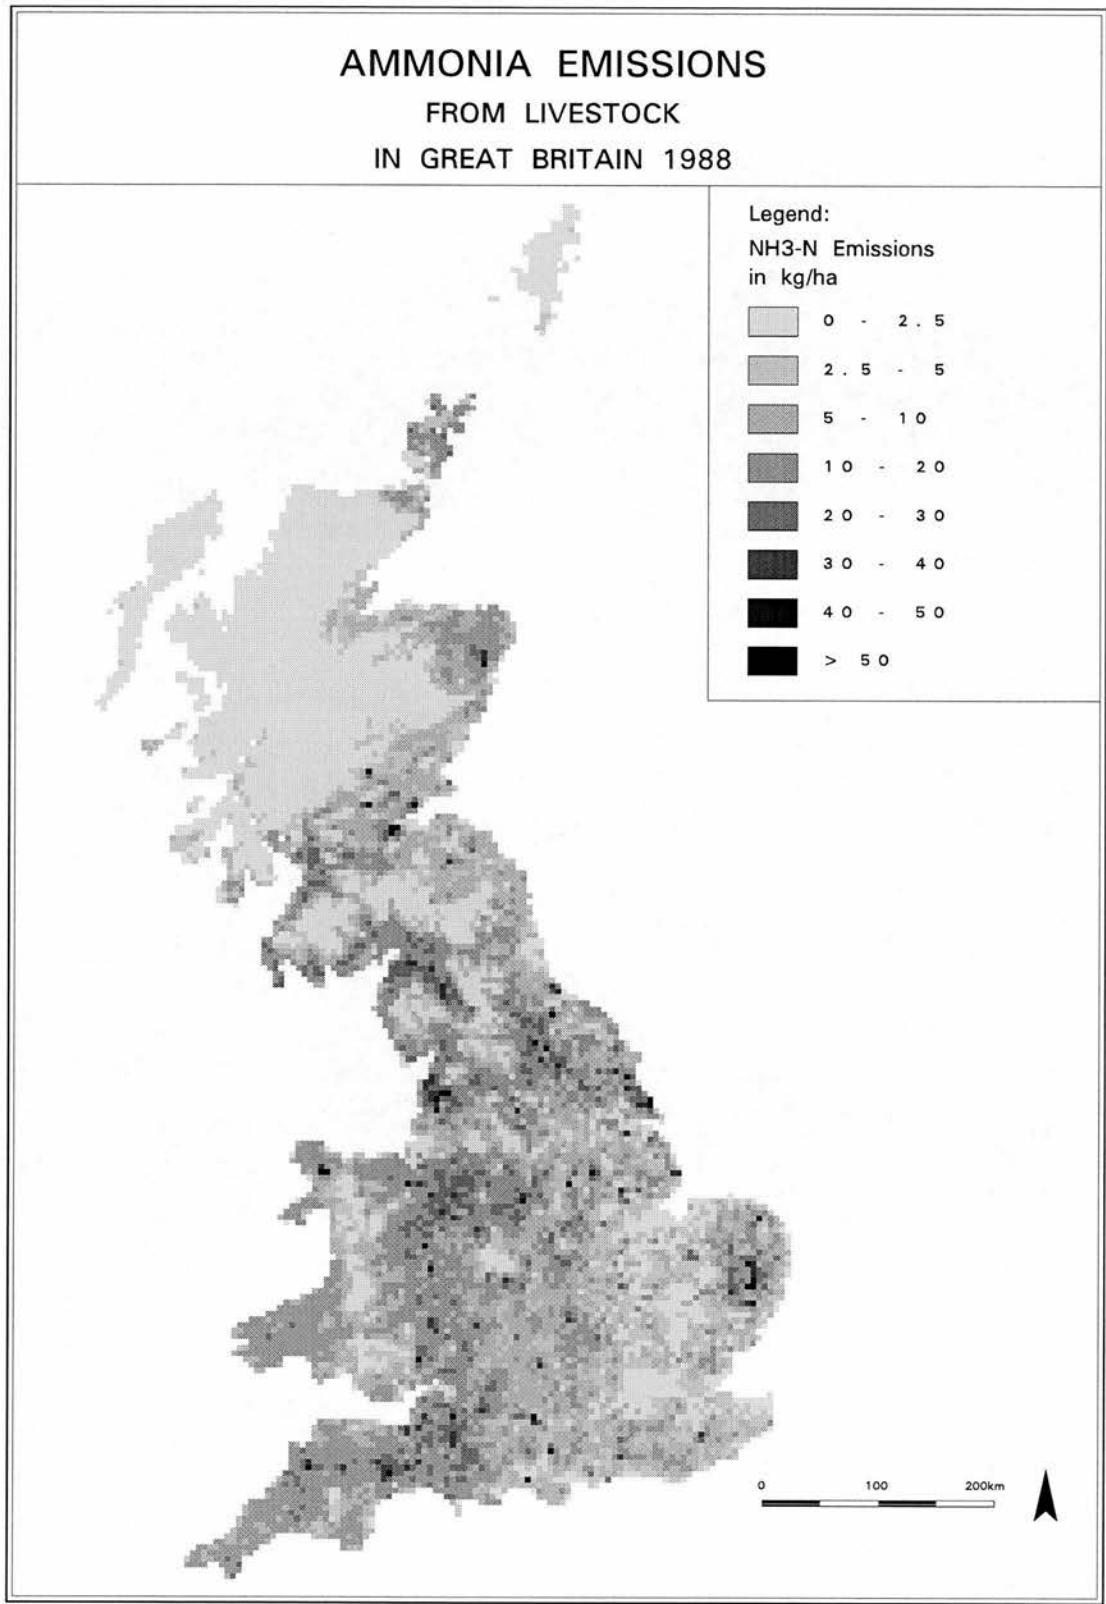 AMMONIA EMISSIONS
FROM LIVESTOCK
IN GREAT BRITAIN 1988
Legend:
NH3-N Emissions
in kg/ha
0 - 2.5
2.5 - 5
5 - 10
10 - 20
20 - 30
30 - 40
40 - 50
> 50
0 100 200km